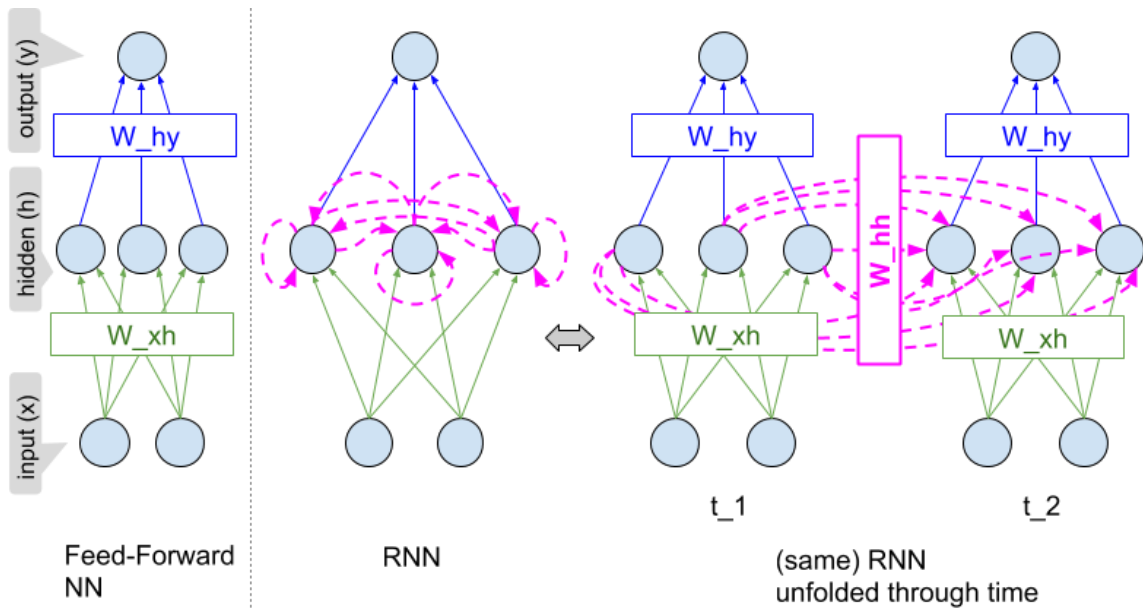 output (y)
hidden (h)
input (x)
W_hy
W_xh
Feed-Forward
NN
RNN
W_hy
W_xh
t_1
W_hh
W_hy
W_xh
t_2
(same) RNN
unfolded through time